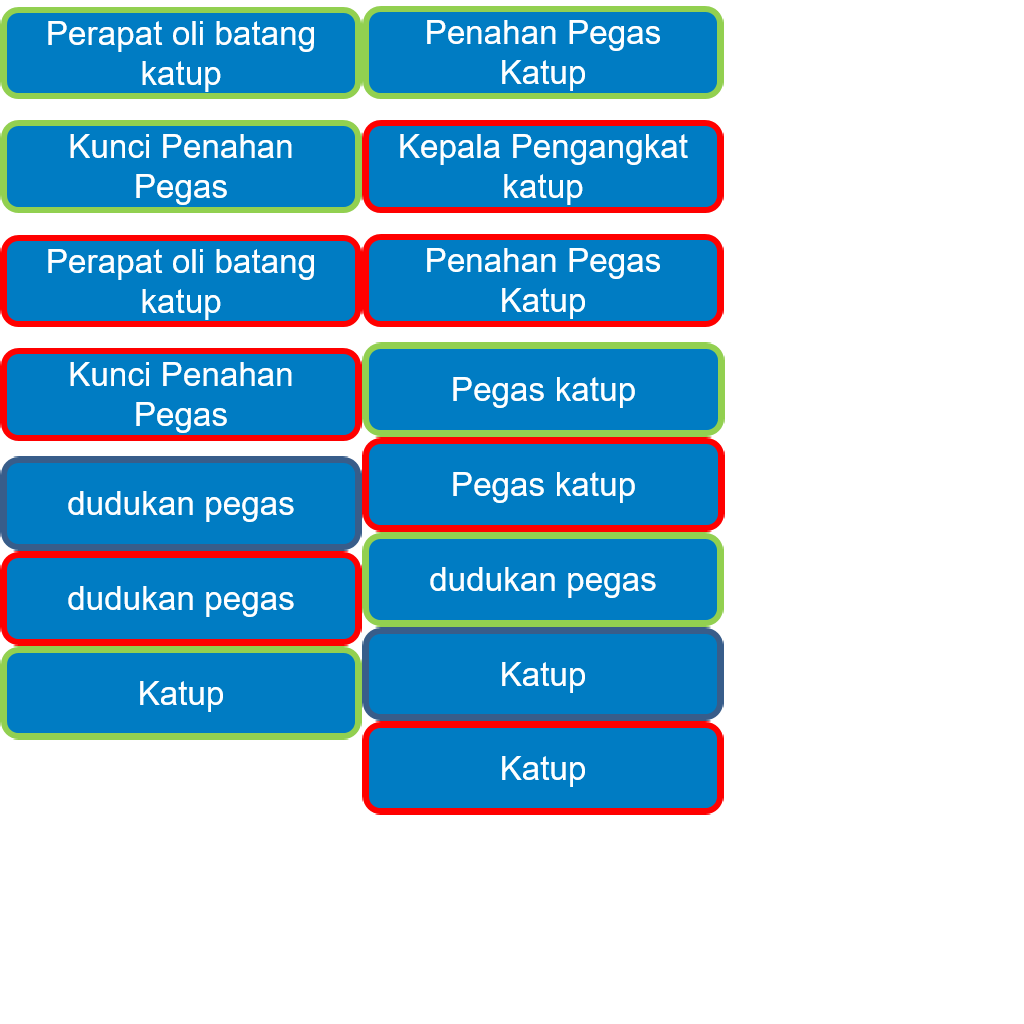 Perapat oli batang
katup
Penahan Pegas
Katup
Kunci Penahan
Pegas
Kepala Pengangkat
katup
Perapat oli batang
katup
Penahan Pegas
Katup
Kunci Penahan
Pegas
Pegas katup
Pegas katup
dudukan pegas
dudukan pegas
dudukan pegas
Katup
Katup
Katup